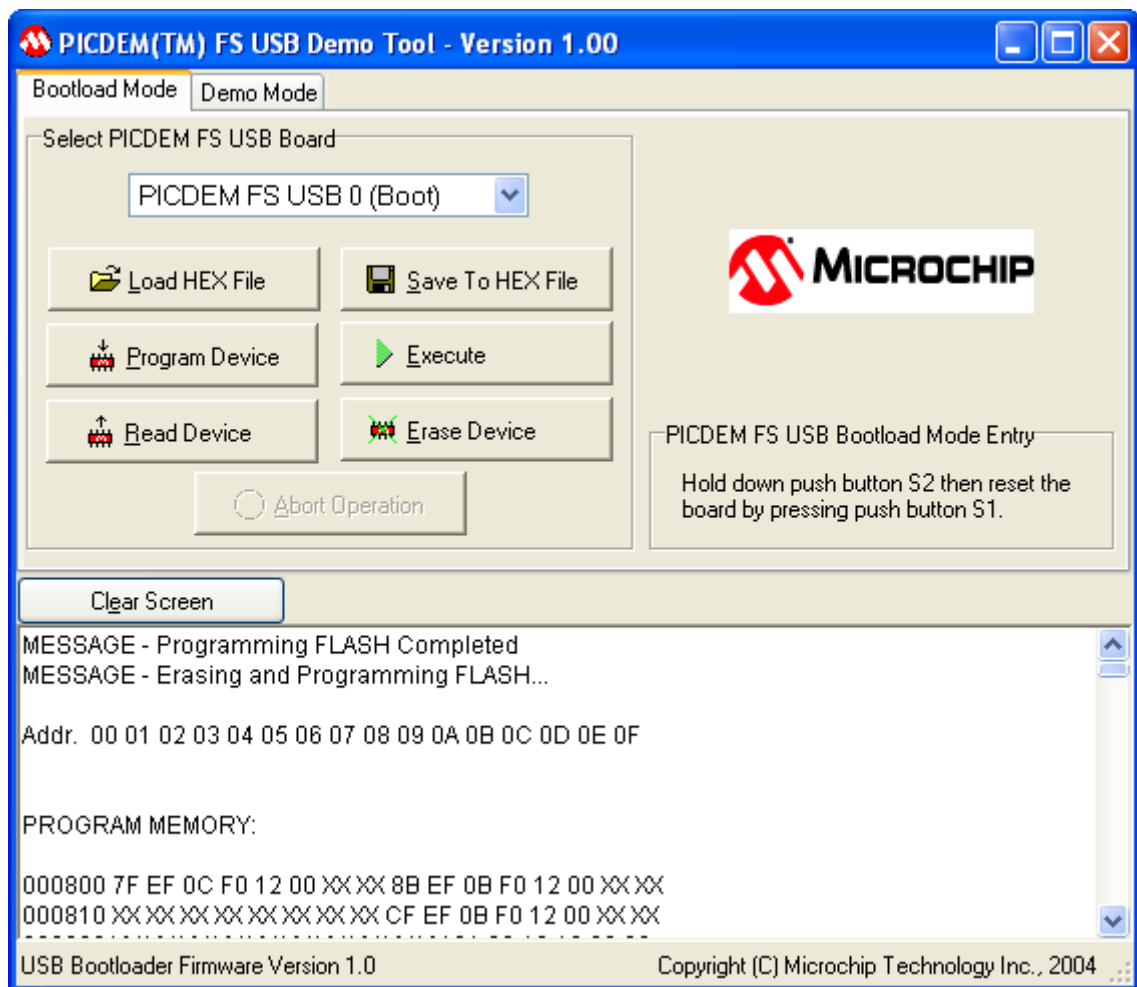 PICDEM(TM) FS USB Demo Tool - Version 1.00
Bootload Mode
Demo Mode
Select PICDEM FS USB Board
PICDEM FS USB 0 (Boot)
Load HEX File
Save To HEX File
Program Device
Execute
Read Device
Erase Device
Abort Operation
MICROCHIP
PICDEM FS USB Bootload Mode Entry
Hold down push button S2 then reset the
board by pressing push button S1.
Clear Screen
MESSAGE - Programming FLASH Completed
MESSAGE - Erasing and Programming FLASH...
Addr. 00 01 02 03 04 05 06 07 08 09 0A 0B 0C 0D 0E 0F
PROGRAM MEMORY:
000800 7F EF 0C F0 12 00 XX XX 8B EF 0B F0 12 00 XX XX
000810 XX XX XX XX XX XX XX XX CF EF 0B F0 12 00 XX XX
USB Bootloader Firmware Version 1.0
Copyright (C) Microchip Technology Inc., 2004